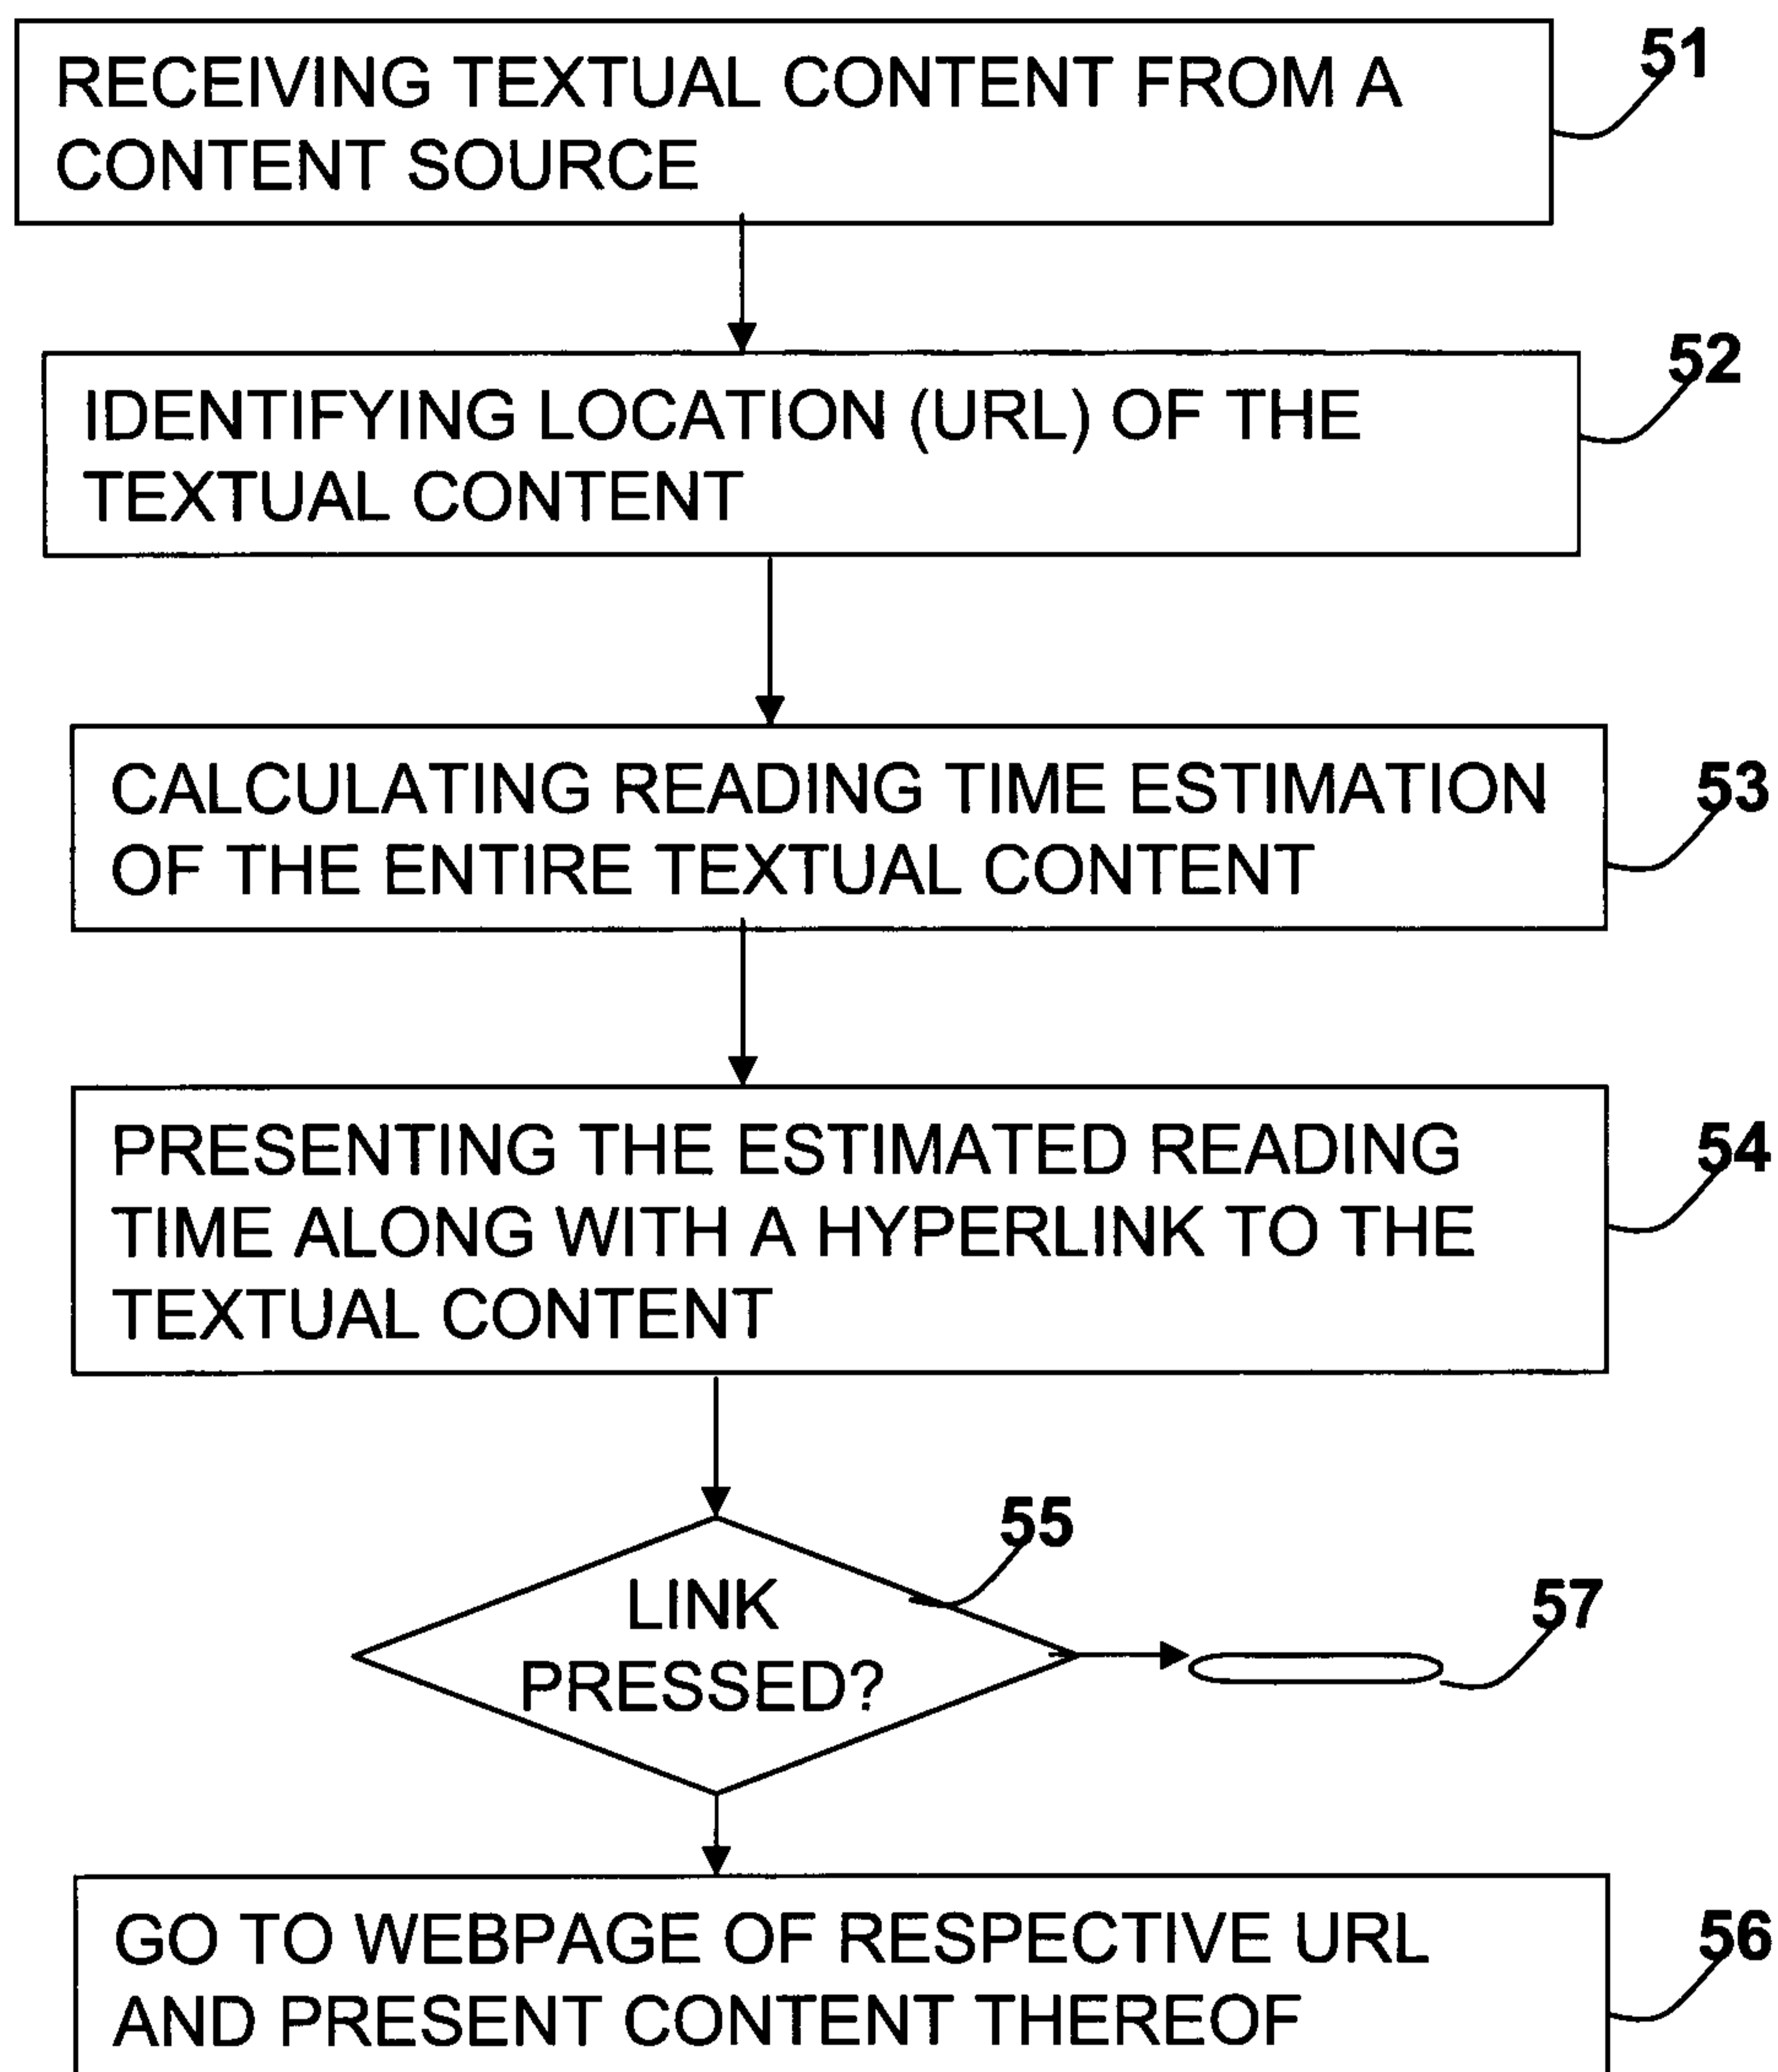 51
RECEIVING TEXTUAL CONTENT FROM A
CONTENT SOURCE
52
IDENTIFYING LOCATION (URL) OF THE
TEXTUAL CONTENT
53
CALCULATING READING TIME ESTIMATION
OF THE ENTIRE TEXTUAL CONTENT
54
PRESENTING THE ESTIMATED READING
TIME ALONG WITH A HYPERLINK TO THE
TEXTUAL CONTENT
55
LINK
PRESSED?
57
56
GO TO WEBPAGE OF RESPECTIVE URL
AND PRESENT CONTENT THEREOF